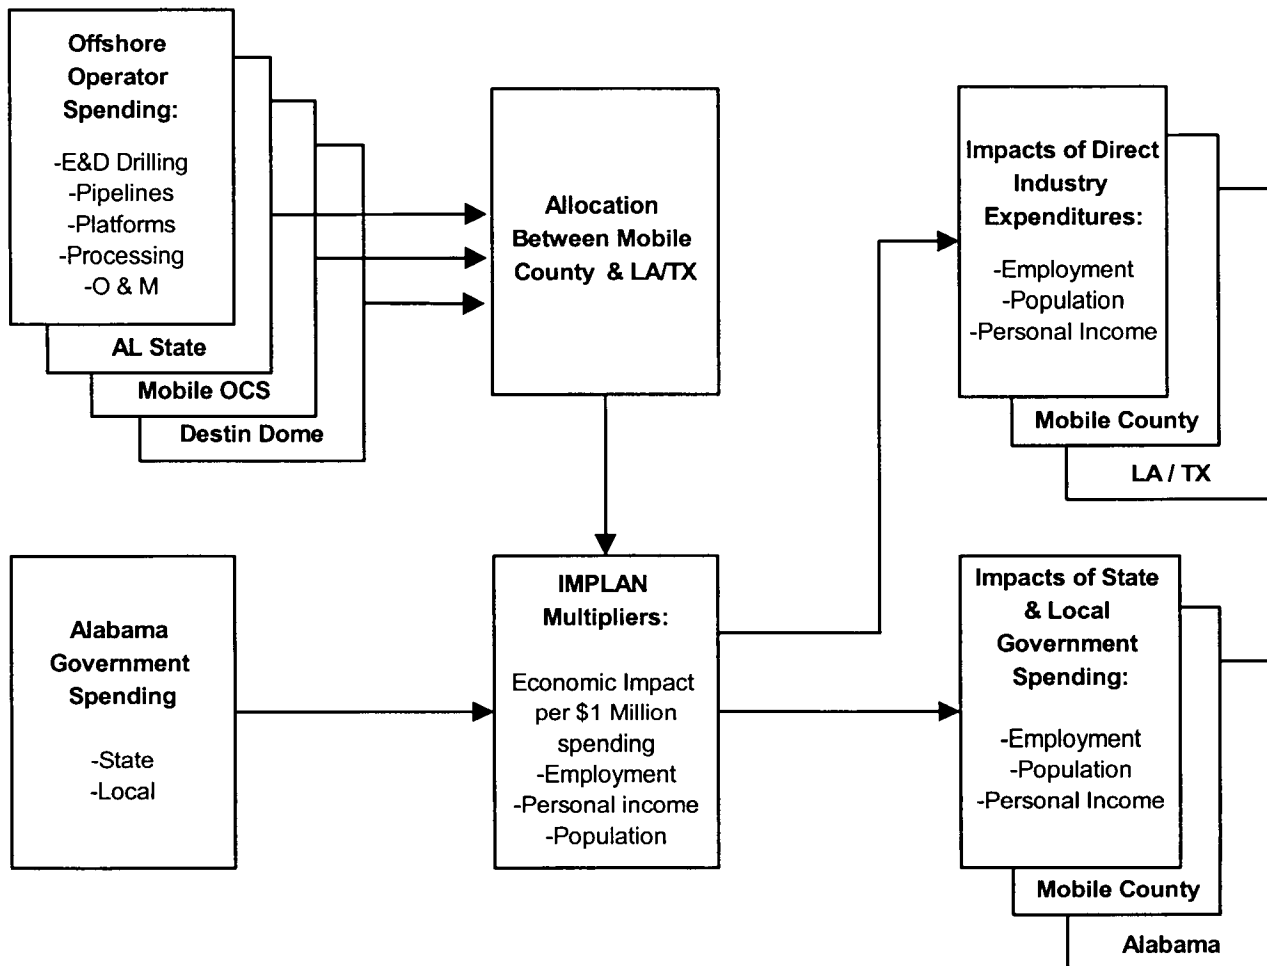 Offshore
Operator
Spending:
-E&D Drilling
-Pipelines
-Platforms
-Processing
-O & M
AL State
Mobile OCS
Destin Dome
Allocation
Between Mobile
County & LA/TX
Impacts of Direct
Industry
Expenditures:
-Employment
-Population
-Personal Income
Mobile County
LA / TX
Alabama
Government
Spending
-State
-Local
IMPLAN
Multipliers:
Economic Impact
per $1 Million
spending
-Employment
-Personal income
-Population
Impacts of State
& Local
Government
Spending:
-Employment
-Population
-Personal Income
Mobile County
Alabama